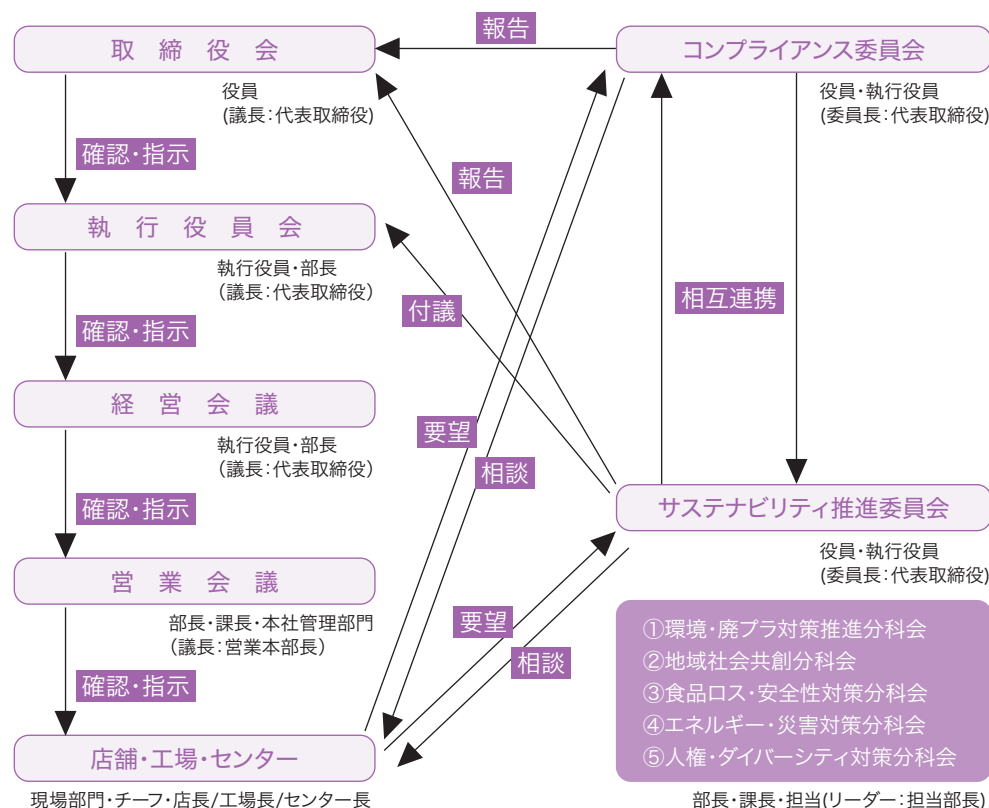 報告
取締役会
コンプライアンス委員会
役員
(議長：代表取締役)
役員・執行役員
(委員長：代表取締役)
確認・指示
報告
執行役員会
執行役員・部長
（議長：代表取締役）
相互連携
付議
確認・指示
経営会議
執行役員・部長
（議長：代表取締役）
要望
相談
確認・指示
サステナビリティ推進委員会
役員・執行役員
(委員長：代表取締役)
営業会議
部長・課長・本社管理部門
（議長：営業本部長）
要望
相談
確認・指示
①環境・廃プラ対策推進分科会
②地域社会共創分科会
③食品ロス・安全性対策分科会
④エネルギー・災害対策分科会
⑤人権・ダイバーシティ対策分科会
店舗・工場・センター
現場部門・チーフ・店長/工場長/センター長
部長・課長・担当(リーダー：担当部長)